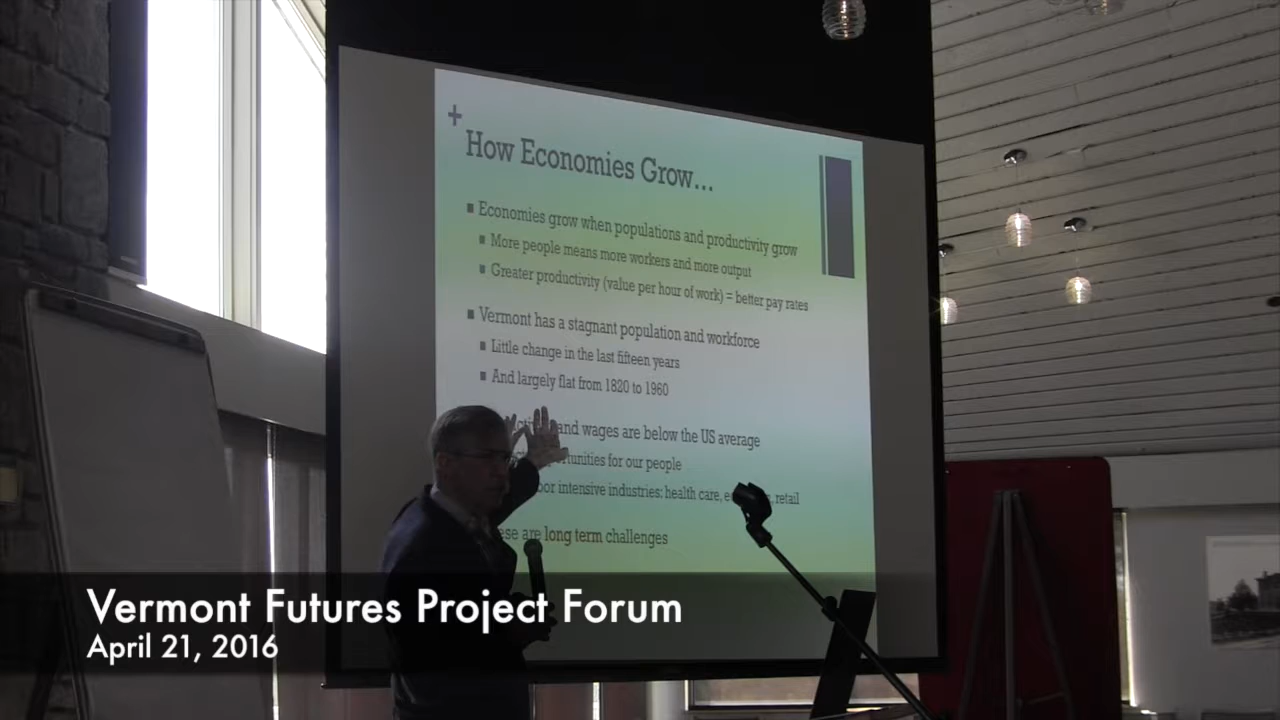 +
How Economies Grow...
■ Economies grow when populations and productivity grow
■ More people means more workers and more output
■ Greater productivity (value per hour of work) = better pay rates
■ Vermont has a stagnant population and workforce
■ Little change in the last fifteen years
■ And largely flat from 1820 to 1960
and wages are below the US average
for our people
intensive industries: health care, retail
are long term challenges
Vermont Futures Project Forum
April 21, 2016